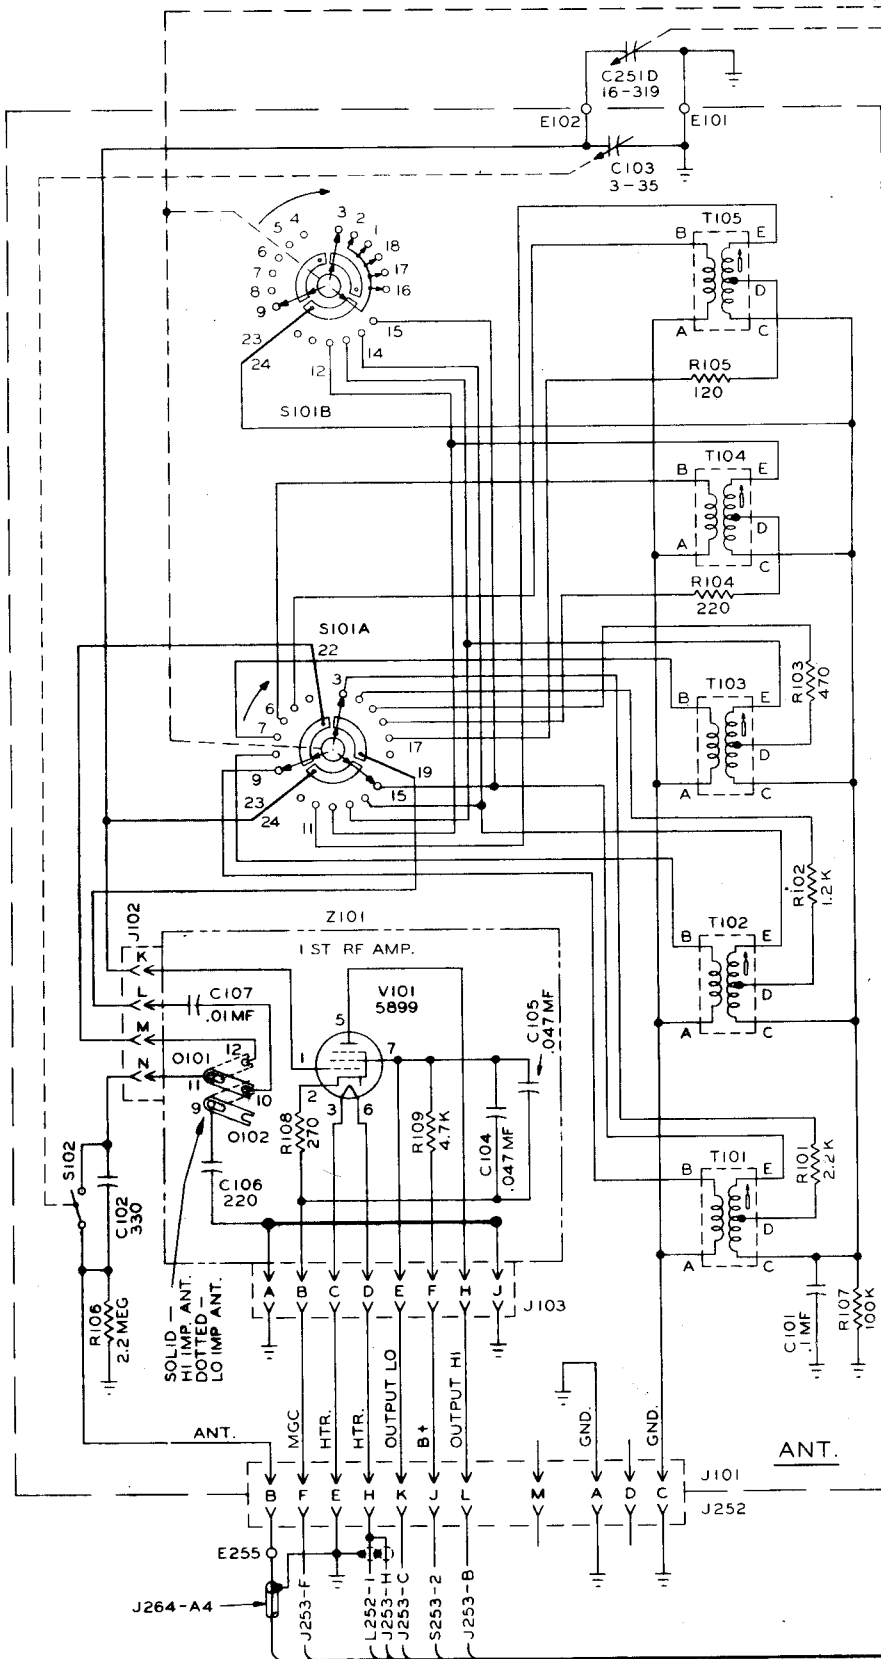 C251D
16-319
E102
E101
C103
3-35
3
2
4
1
5
18
6
17
7
16
8
9
15
23
14
24
12
S101B
T105
B
E
D
A
C
R105
120
T104
B
E
D
A
C
R104
220
S101A
22
3
6
7
17
9
19
15
23
24
11
R103
470
T103
B
E
D
A
C
R102
1.2K
T102
B
E
D
A
C
J102
Z101
1 ST RF AMP.
K
L
M
N
C107
.01MF
V101
5899
C105
.047MF
5
1
7
2
3
6
O101
12
11
10
9
O102
R108
270
R109
4.7K
C104
.047MF
C106
220
S102
C102
330
R101
2.2K
T101
B
E
D
A
C
R106
2.2 MEG
SOLID –
HI IMP. ANT.
DOTTED –
LO IMP ANT.
A
B
C
D
E
F
H
J
J103
C101
.1MF
R107
100K
ANT.
MGC
HTR.
HTR.
OUTPUT LO
B+
OUTPUT HI
GND.
GND.
ANT.
B
F
E
H
K
J
L
M
A
D
C
J101
J252
E255
J264-A4
J253-F
L252-1
J253-H
J253-C
S253-2
J253-B